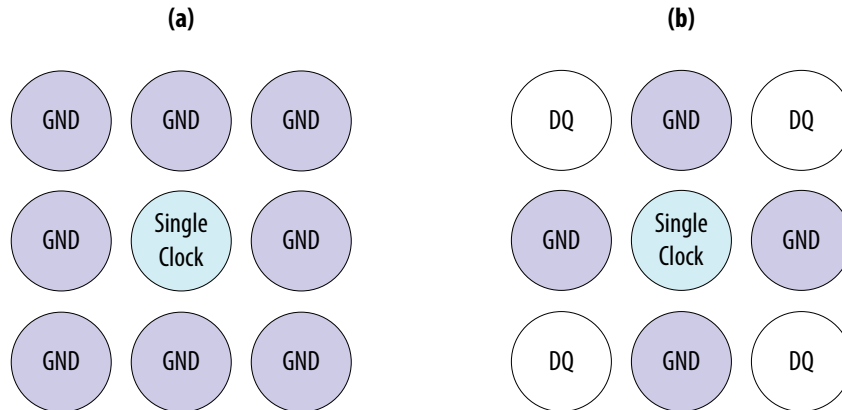 (a)
(b)
GND GND GND
DQ GND DQ
GND Single Clock GND
GND Single Clock GND
GND GND GND
DQ GND DQ